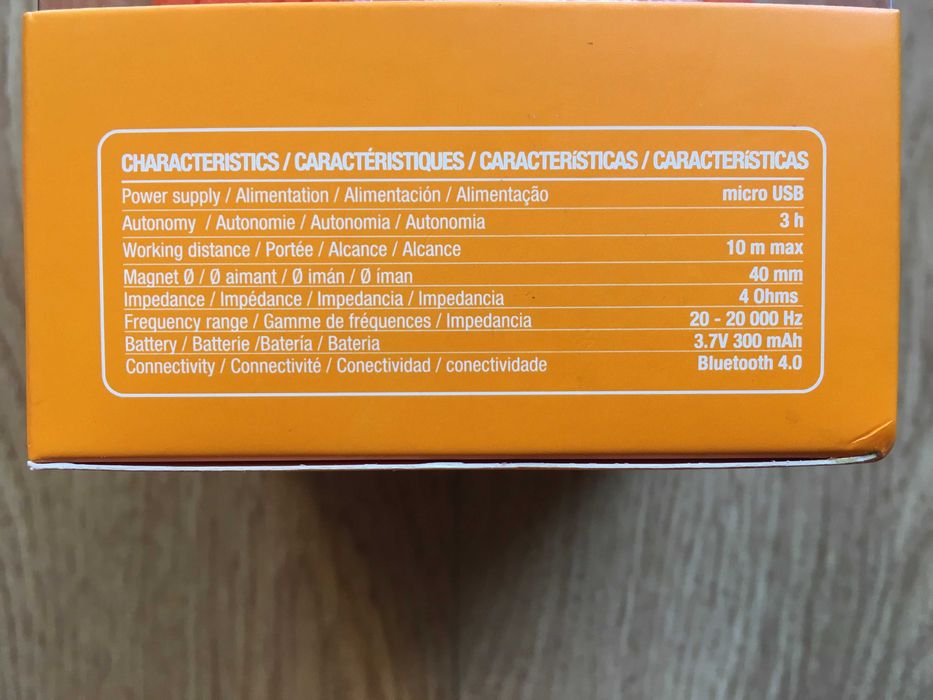 CHARACTERISTICS / CARACTÉRISTIQUES / CARACTERíSTICAS / CARACTERíSTICAS
Power supply / Alimentation / Alimentación / Alimentação micro USB
Autonomy / Autonomie / Autonomia / Autonomia 3 h
Working distance / Portée / Alcance / Alcance 10 m max
Magnet Ø / Ø aimant / Ø imán / Ø íman 40 mm
Impedance / Impédance / Impedancia / Impedancia 4 Ohms
Frequency range / Gamme de fréquences / Impedancia 20 - 20 000 Hz
Battery / Batterie /Batería / Bateria 3.7V 300 mAh
Connectivity / Connectivité / Conectividad / conectividade Bluetooth 4.0